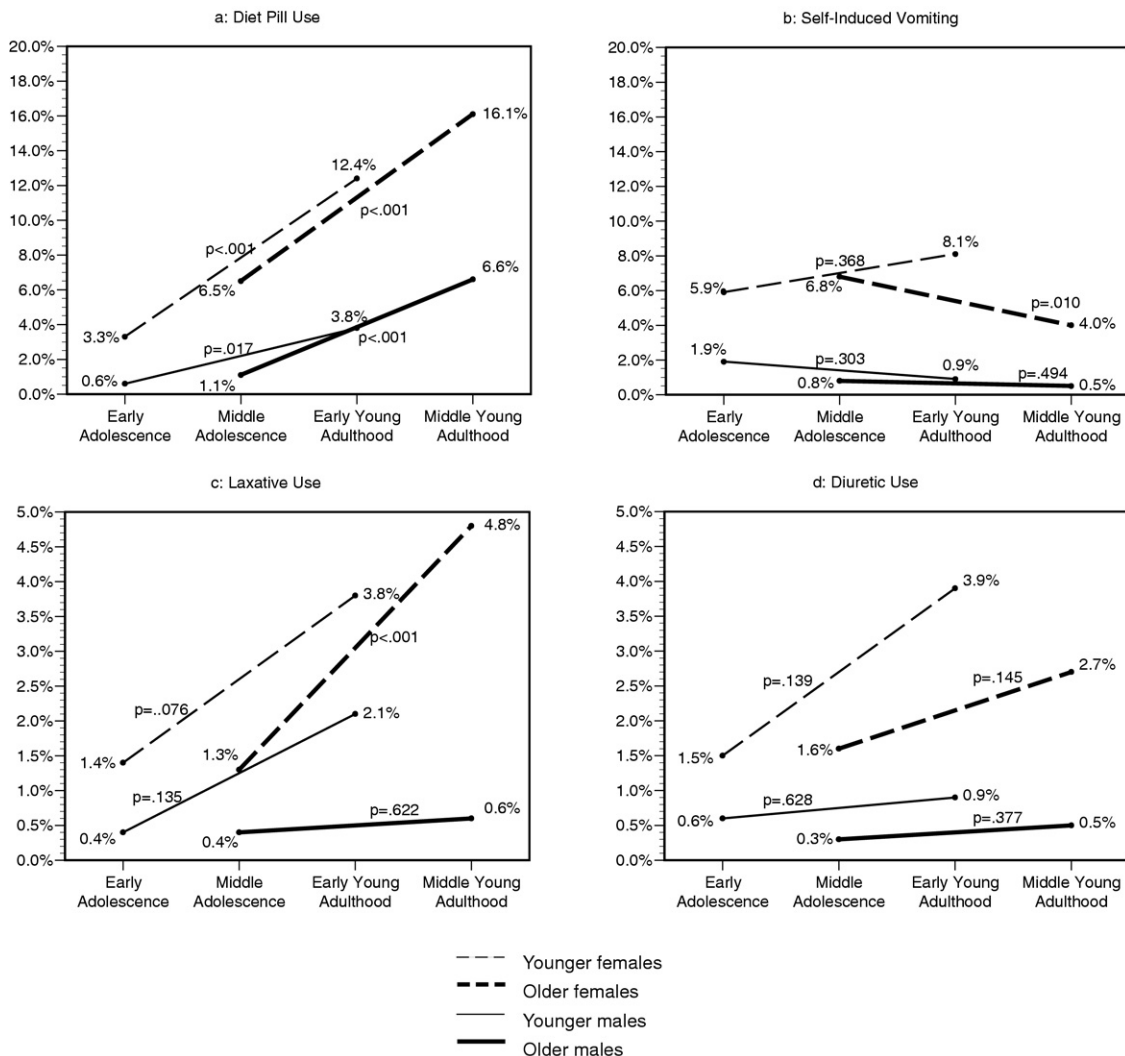 a: Diet Pill Use
20.0%
18.0%
16.0%
14.0%
12.0%
10.0%
8.0%
6.0%
4.0%
2.0%
0.0%
16.1%
12.4%
p<.001
p<.001
6.5%
6.6%
3.3%
3.8%
p<.001
p=.017
0.6%
1.1%
Early
Adolescence
Middle
Adolescence
Early Young
Adulthood
Middle Young
Adulthood
b: Self-Induced Vomiting
20.0%
18.0%
16.0%
14.0%
12.0%
10.0%
8.0%
6.0%
4.0%
2.0%
0.0%
8.1%
p=.368
6.8%
5.9%
p=.010
4.0%
1.9%
p=.303
0.9%
p=.494
0.8%
0.5%
Early
Adolescence
Middle
Adolescence
Early Young
Adulthood
Middle Young
Adulthood
c: Laxative Use
5.0%
4.5%
4.0%
3.5%
3.0%
2.5%
2.0%
1.5%
1.0%
0.5%
0.0%
4.8%
3.8%
p<.001
p=..076
2.1%
1.4%
1.3%
p=.135
p=.622
0.6%
0.4%
0.4%
Early
Adolescence
Middle
Adolescence
Early Young
Adulthood
Middle Young
Adulthood
d: Diuretic Use
5.0%
4.5%
4.0%
3.5%
3.0%
2.5%
2.0%
1.5%
1.0%
0.5%
0.0%
3.9%
p=.139
p=.145
2.7%
1.5%
1.6%
p=.628
0.9%
0.6%
p=.377
0.3%
0.5%
Early
Adolescence
Middle
Adolescence
Early Young
Adulthood
Middle Young
Adulthood
Younger females
Older females
Younger males
Older males